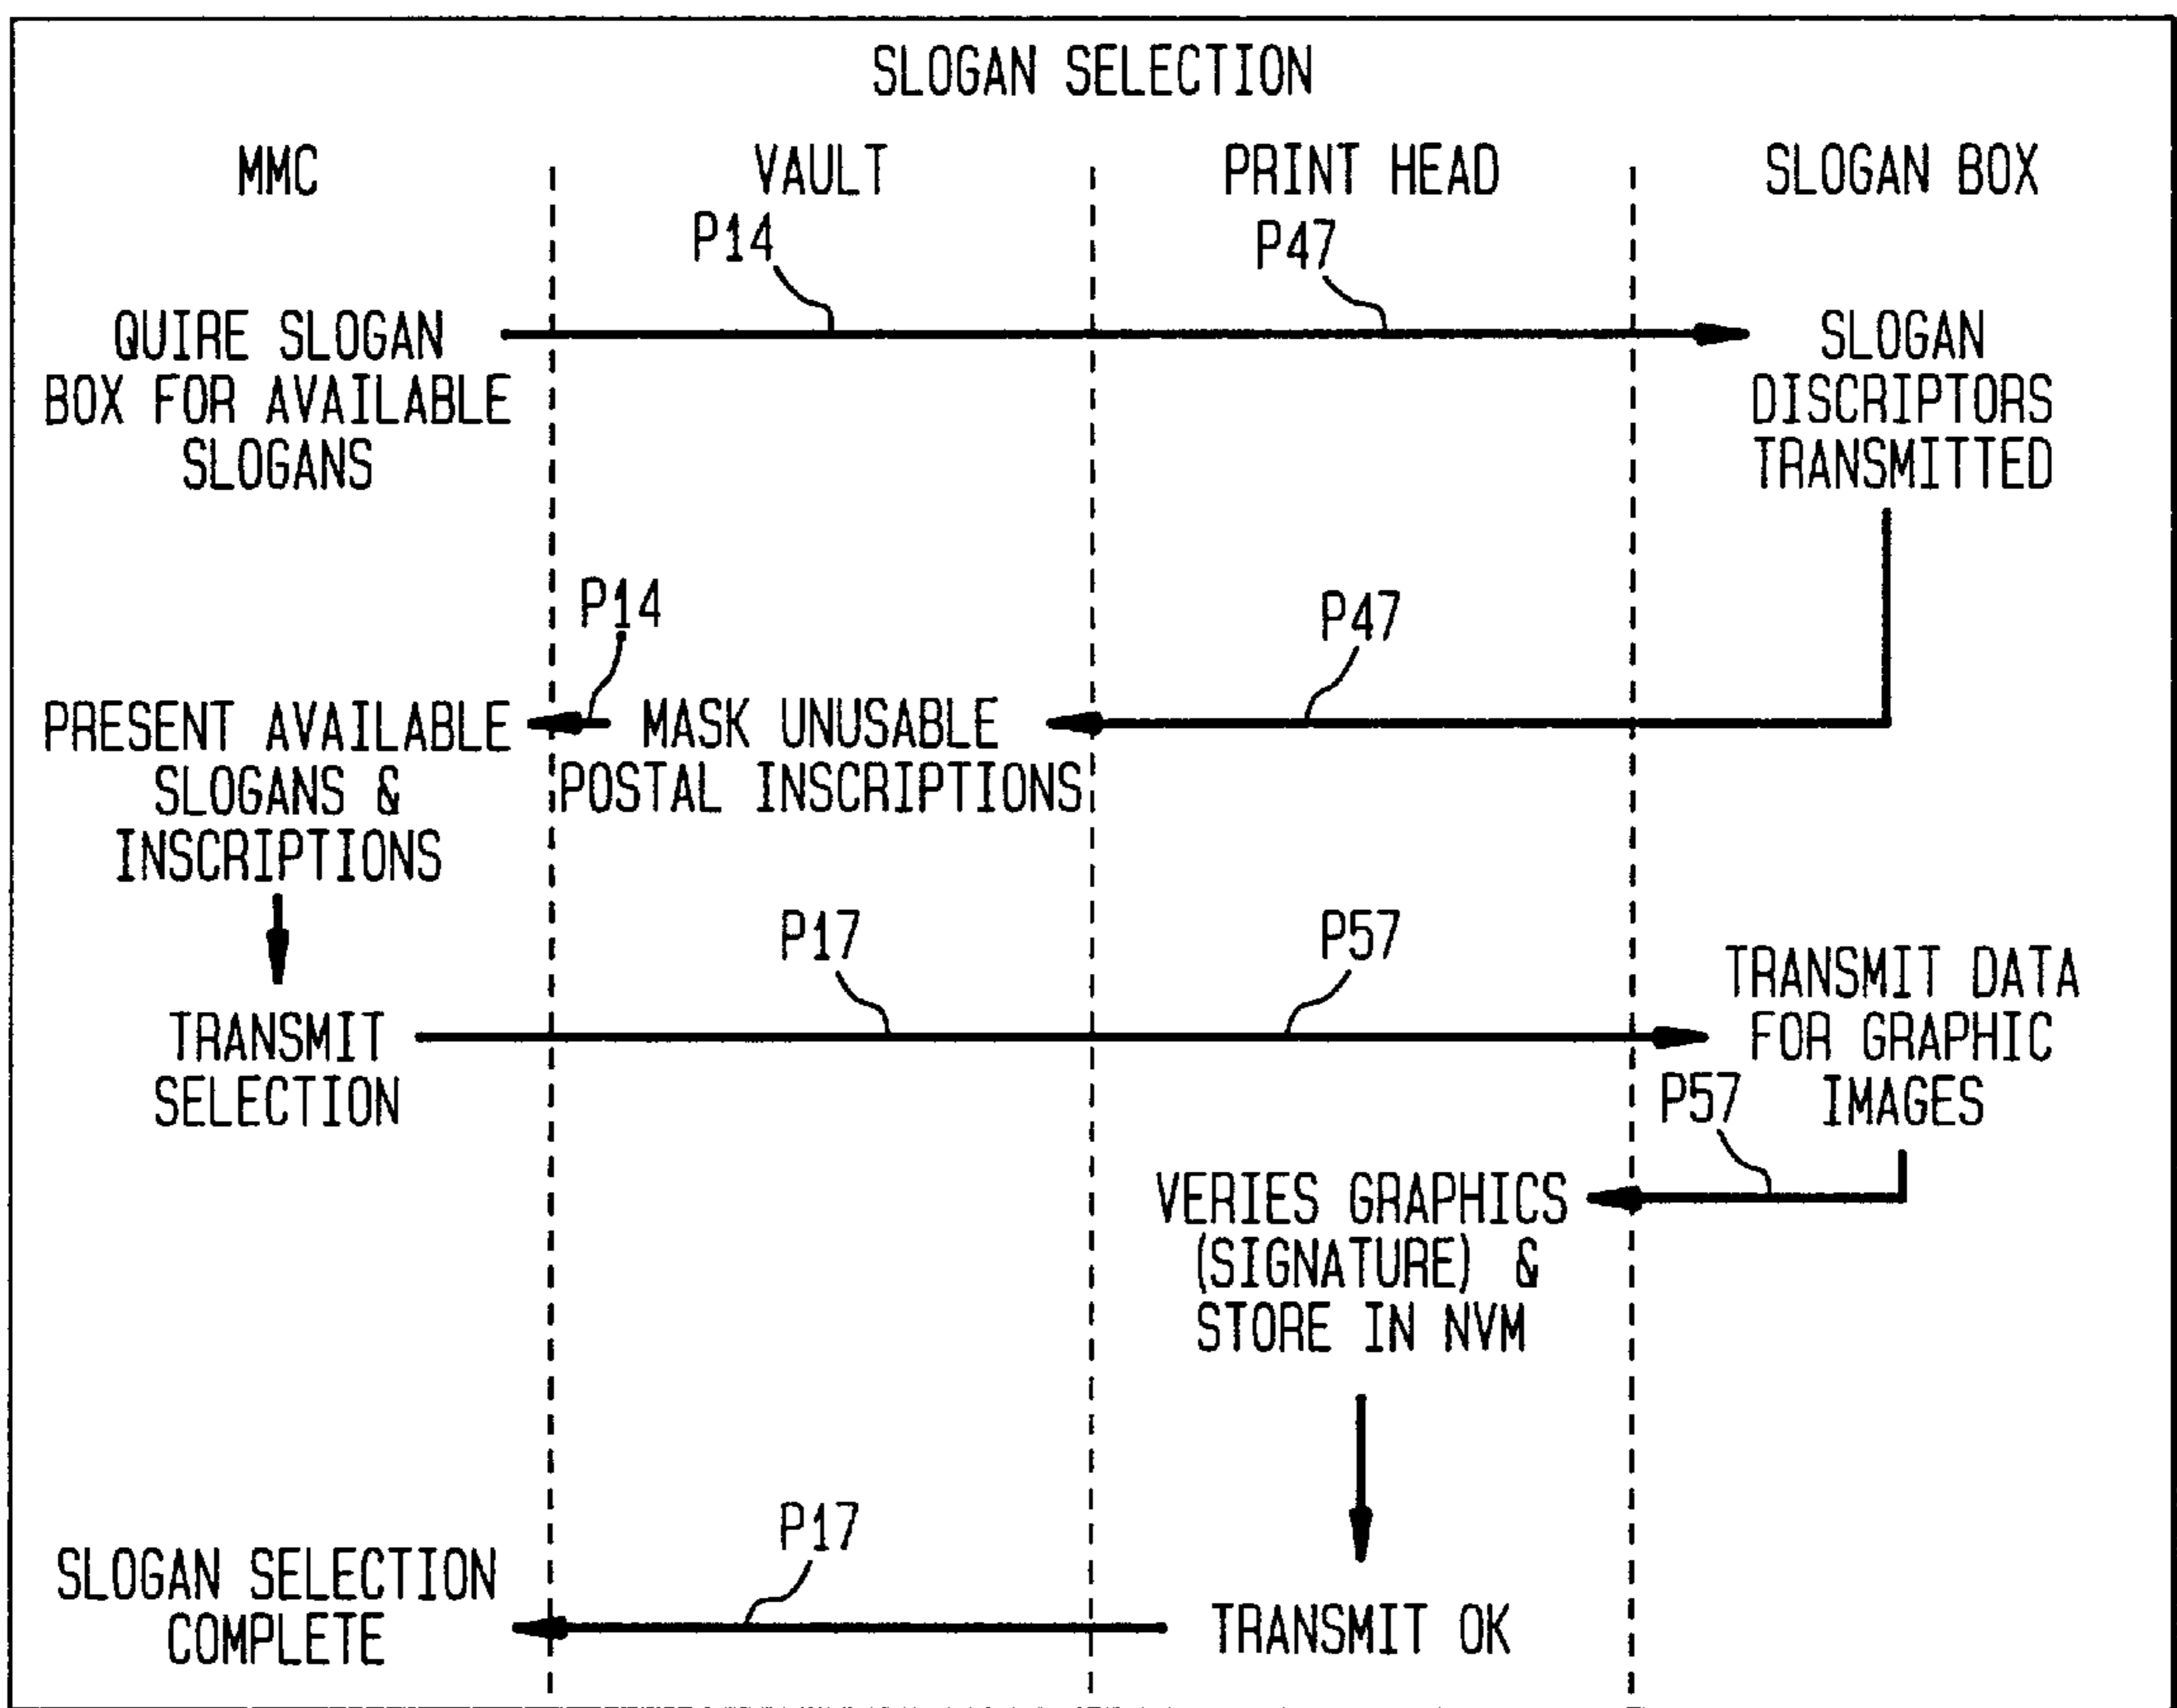 SLOGAN SELECTION
MMC
VAULT
PRINT HEAD
SLOGAN BOX
P14
P47
QUIRE SLOGAN
BOX FOR AVAILABLE
SLOGANS
SLOGAN
DISCRIPTORS
TRANSMITTED
P14
P47
PRESENT AVAILABLE
SLOGANS &
INSCRIPTIONS
MASK UNUSABLE
POSTAL INSCRIPTIONS
P17
P57
TRANSMIT
SELECTION
TRANSMIT DATA
FOR GRAPHIC
IMAGES
P57
VERIES GRAPHICS
(SIGNATURE) &
STORE IN NVM
P17
SLOGAN SELECTION
COMPLETE
TRANSMIT OK